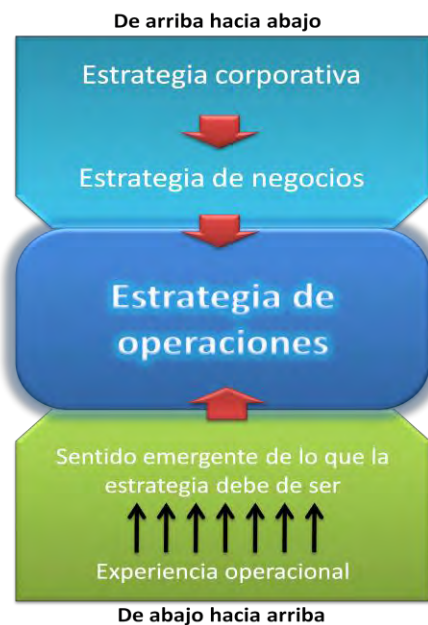 De arriba hacia abajo
Estrategia corporativa
Estrategia de negocios
Estrategia de
operaciones
Sentido emergente de lo que la
estrategia debe de ser
Experiencia operacional
De abajo hacia arriba